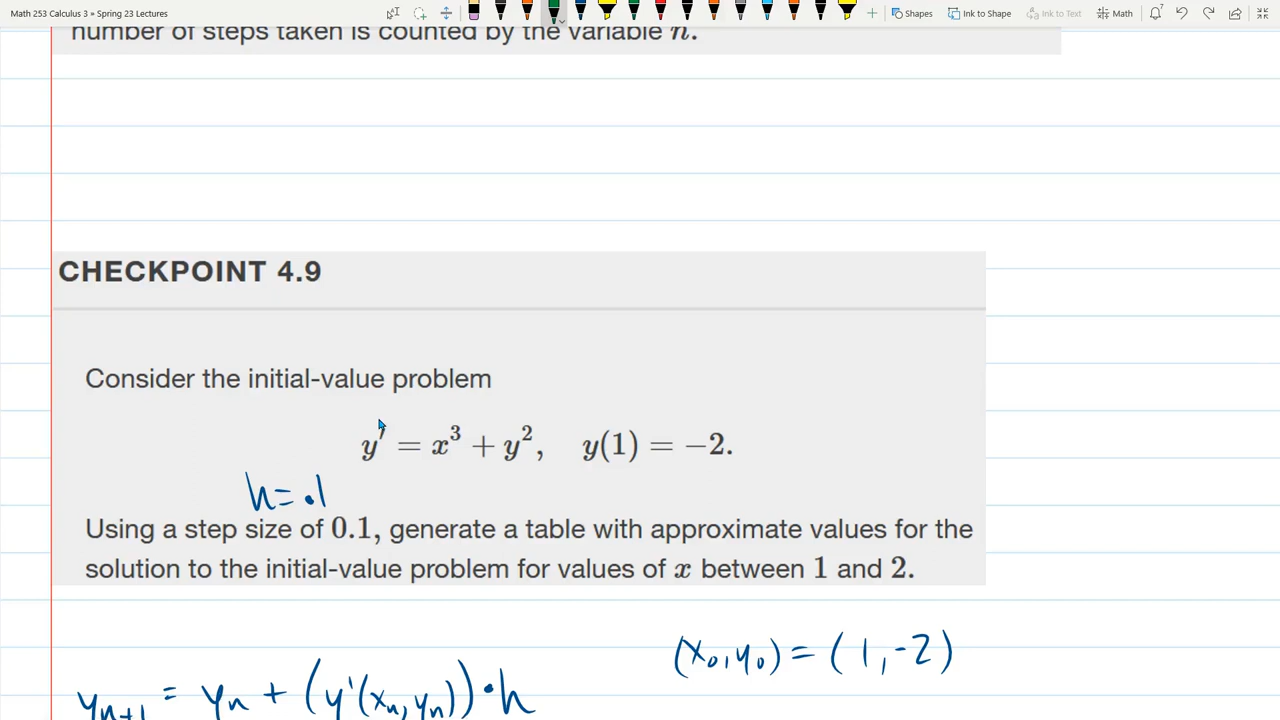 Math 253 Calculus 3 » Spring 23 Lectures
Shapes Ink to Shape Ink to Text Math
number of steps taken is counted by the variable n.
CHECKPOINT 4.9
Consider the initial-value problem
y′ = x³ + y², y(1) = −2.
h = .1
Using a step size of 0.1, generate a table with approximate values for the
solution to the initial-value problem for values of x between 1 and 2.
(x₀, y₀) = (1, -2)
yₙ₊₁ = yₙ + (y'(xₙ, yₙ)) • h